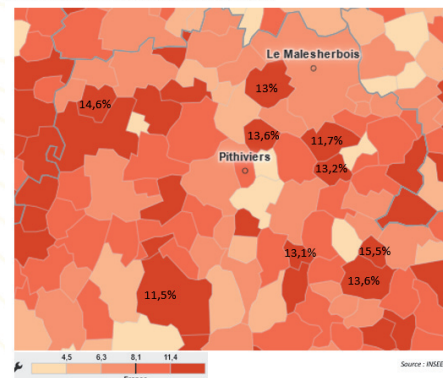 Le Malesherbois
13%
14,6%
13,6%
11,7%
Pithiviers
13,2%
13,1%
15,5%
13,6%
11,5%
4,5 6,3 8,1 11,4
France
Source : INSEE